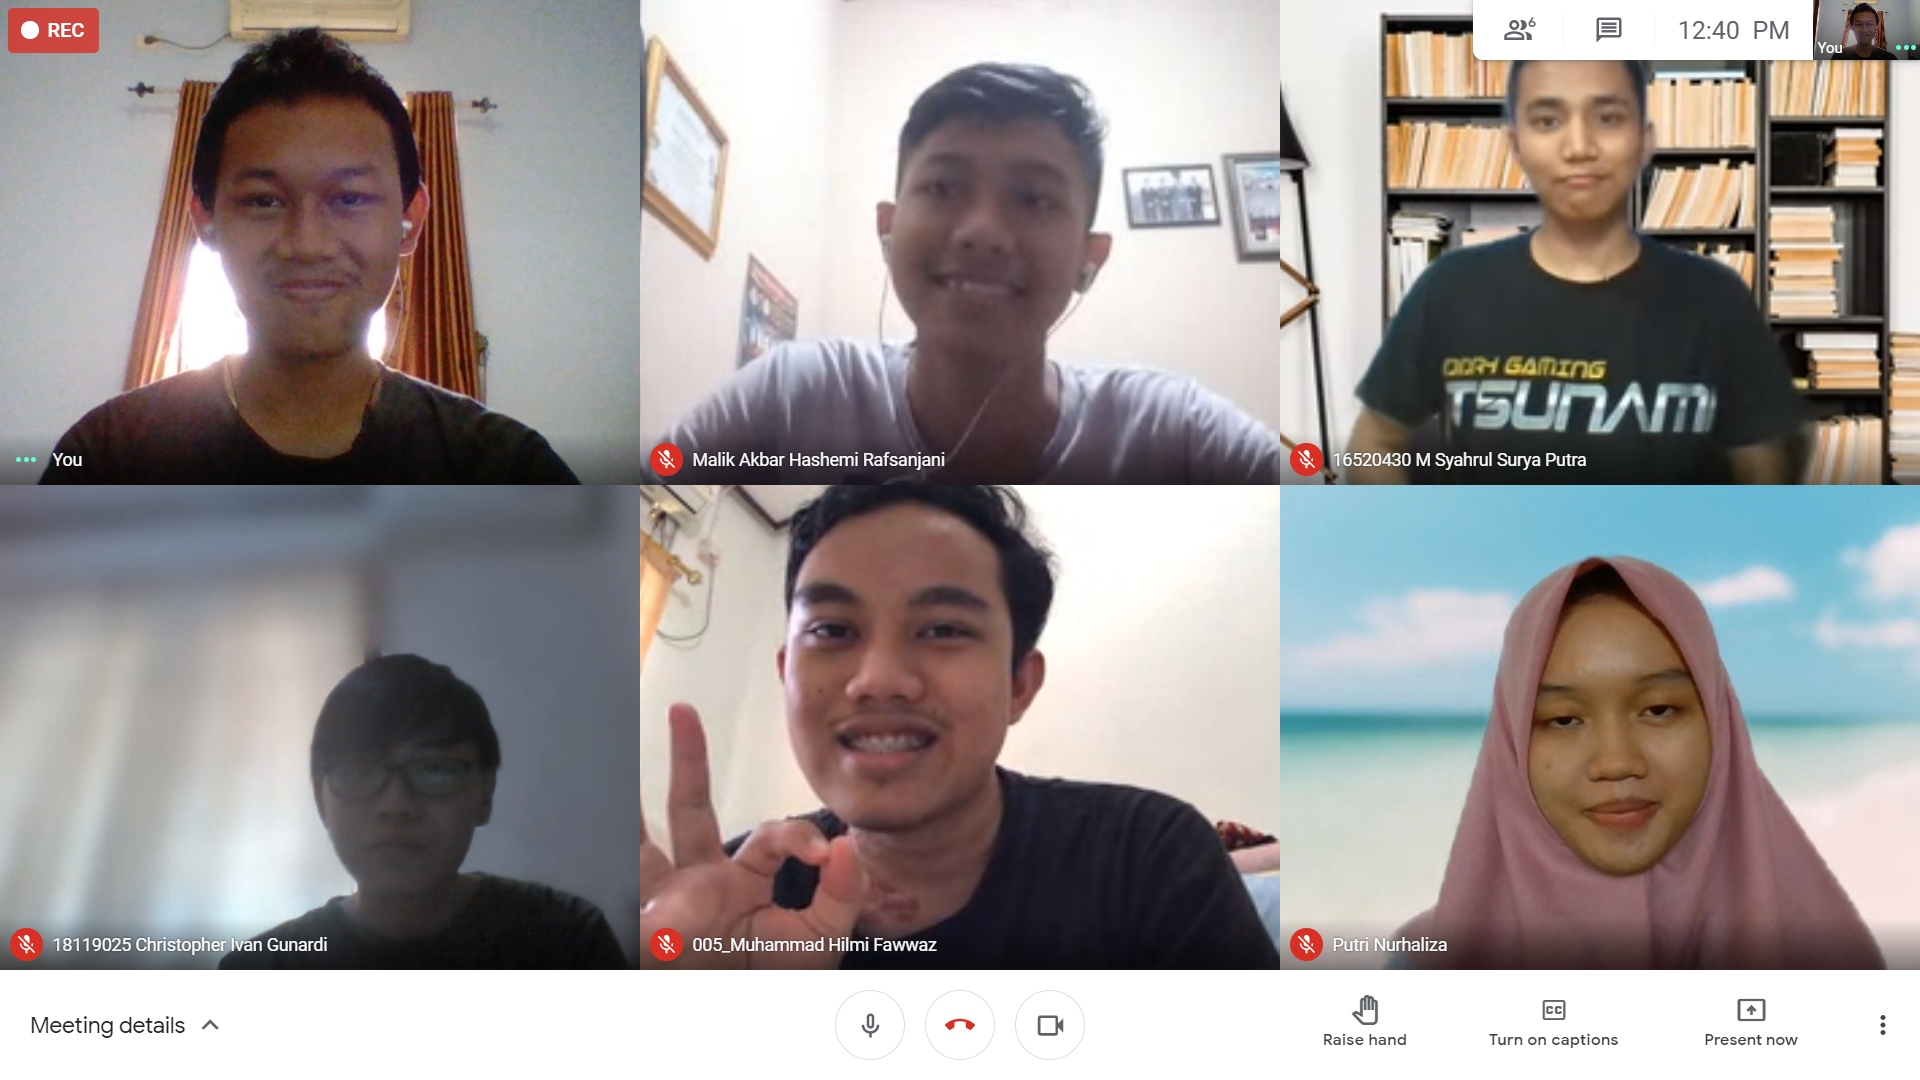 REC
6
12:40 PM
You
You
Malik Akbar Hashemi Rafsanjani
16520430 M Syahrul Surya Putra
GAMING
TSUNAMI
18119025 Christopher Ivan Gunardi
005_Muhammad Hilmi Fawwaz
Putri Nurhaliza
Meeting details
Raise hand
CC
Turn on captions
Present now